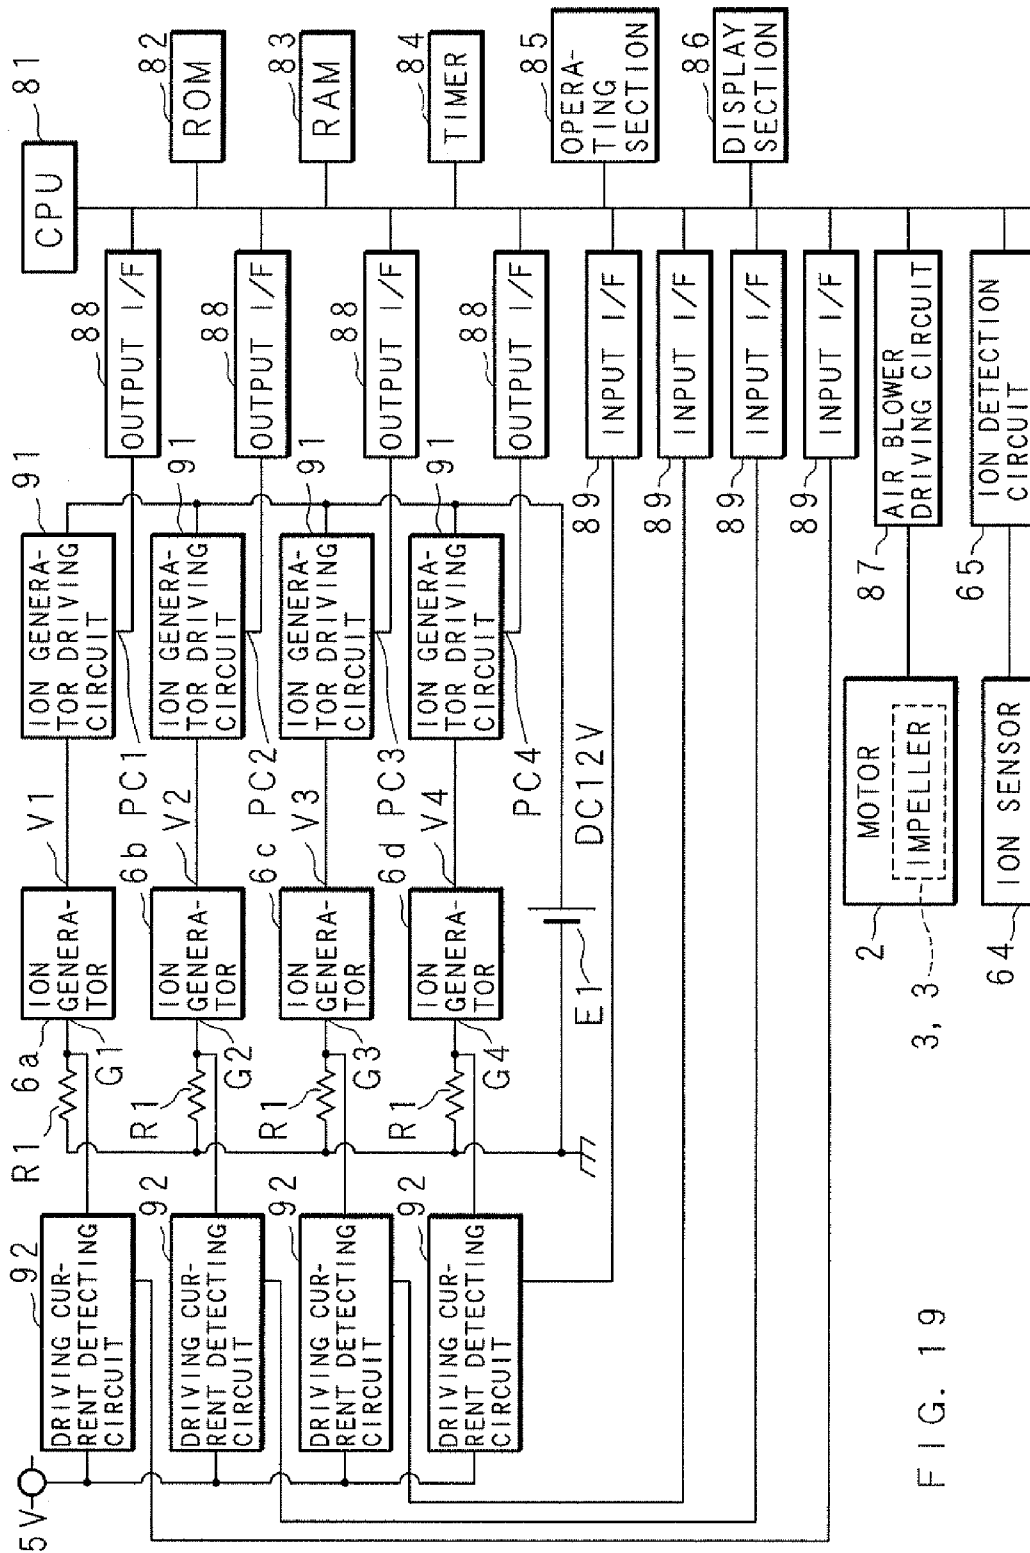 CPU
81
ROM
82
RAM
83
TIMER
84
OPERA-
TING
SECTION
85
DISPLAY
SECTION
86
OUTPUT I/F
88
OUTPUT I/F
88
OUTPUT I/F
88
OUTPUT I/F
88
INPUT I/F
89
INPUT I/F
89
INPUT I/F
89
INPUT I/F
89
AIR BLOWER
DRIVING CIRCUIT
87
ION DETECTION
CIRCUIT
65
ION GENERA-
TOR DRIVING
CIRCUIT
91
ION GENERA-
TOR DRIVING
CIRCUIT
91
ION GENERA-
TOR DRIVING
CIRCUIT
91
ION GENERA-
TOR DRIVING
CIRCUIT
91
V1
PC1
V2
PC2
V3
PC3
V4
PC4
ION
GENERA-
TOR
6a
G1
ION
GENERA-
TOR
6b
G2
ION
GENERA-
TOR
6c
G3
ION
GENERA-
TOR
6d
G4
R1
R1
R1
R1
E1
DC12V
MOTOR
IMPELLER
2
3, 3
ION SENSOR
64
DRIVING CUR-
RENT DETECTING
CIRCUIT
92
DRIVING CUR-
RENT DETECTING
CIRCUIT
92
DRIVING CUR-
RENT DETECTING
CIRCUIT
92
DRIVING CUR-
RENT DETECTING
CIRCUIT
92
5V
FIG. 19